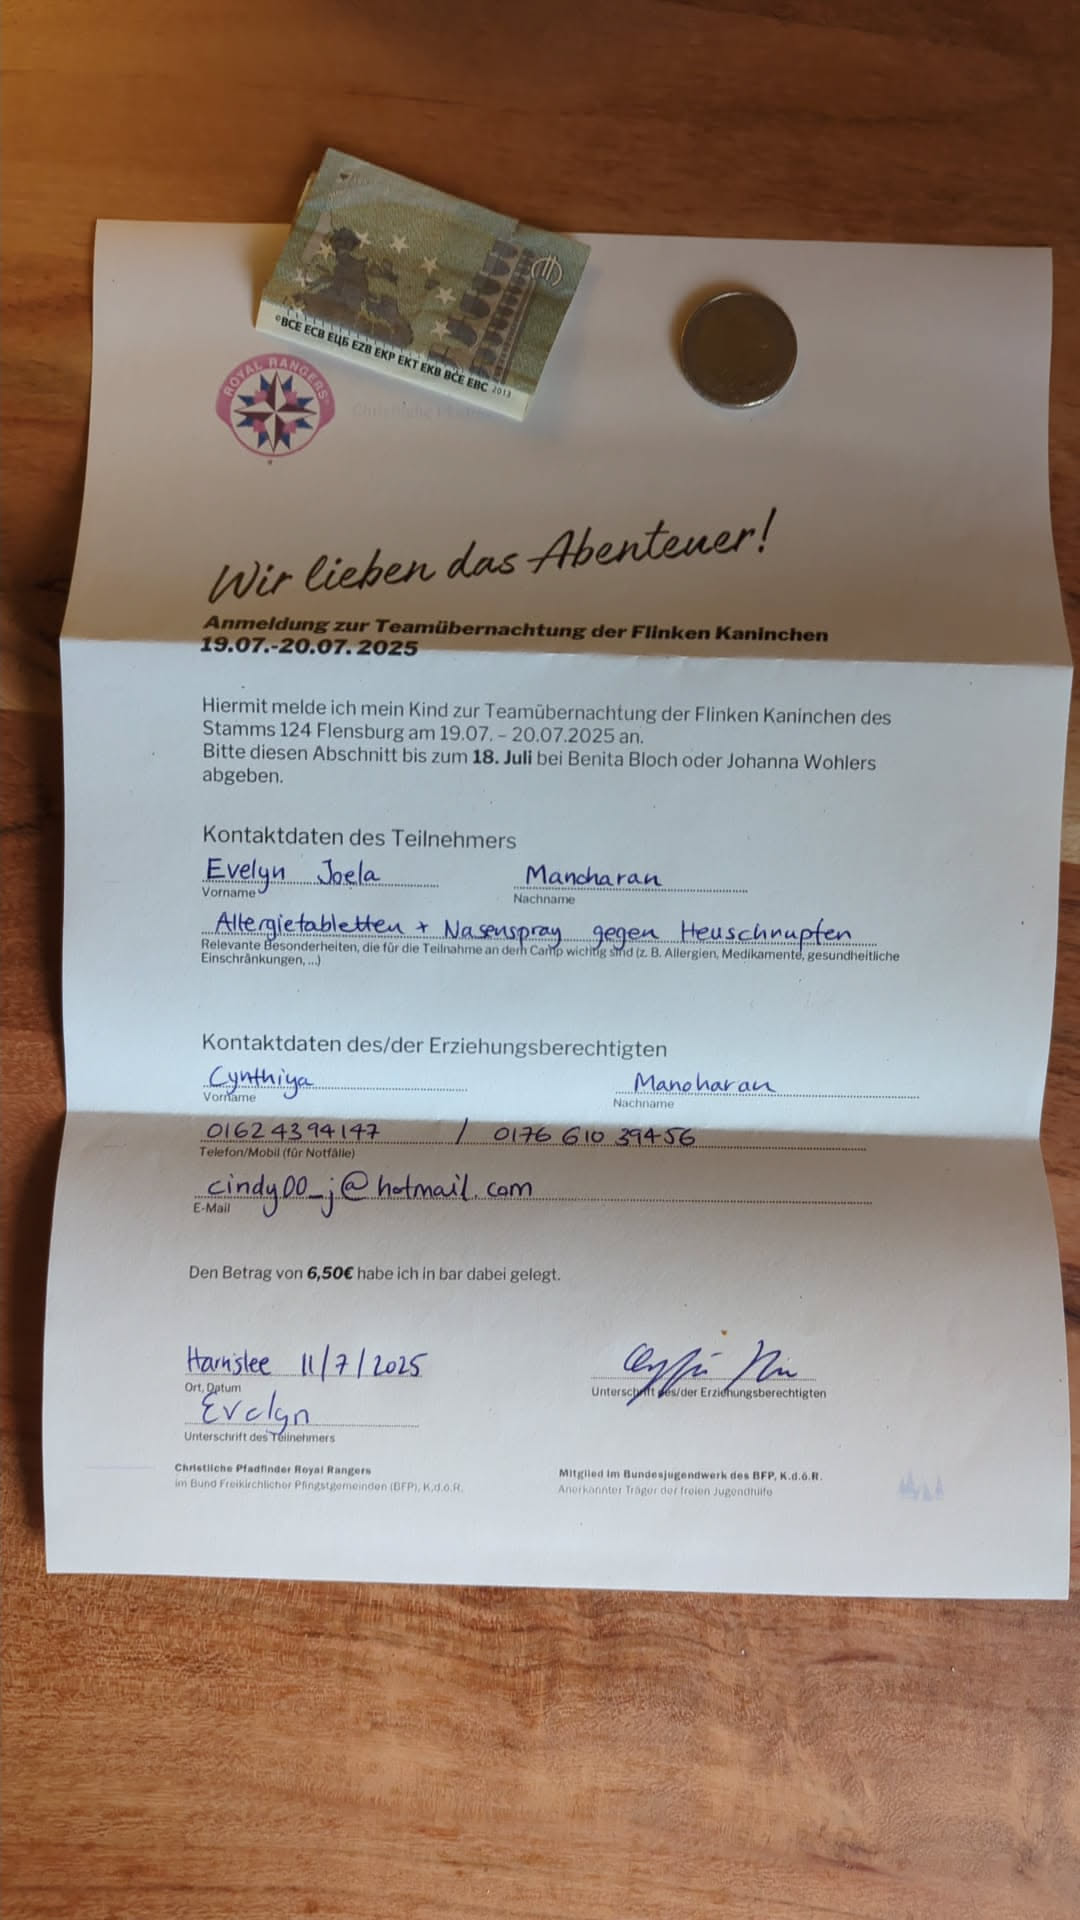 ©BCE ECB ЕЦБ EZB EKP EKT EKB BĊE EBC 2013
ROYAL RANGERS
Wir lieben das Abenteuer!
Anmeldung zur Teamübernachtung der Flinken Kaninchen
19.07.-20.07.2025
Hiermit melde ich mein Kind zur Teamübernachtung der Flinken Kaninchen des
Stamms 124 Flensburg am 19.07. – 20.07.2025 an.
Bitte diesen Abschnitt bis zum 18. Juli bei Benita Bloch oder Johanna Wohlers
abgeben.
Kontaktdaten des Teilnehmers
Evelyn Joela Manoharan
Vorname Nachname
Allergietabletten + Nasenspray gegen Heuschnupfen
Relevante Besonderheiten, die für die Teilnahme an dem Camp wichtig sind (z. B. Allergien, Medikamente, gesundheitliche
Einschränkungen, ...)
Kontaktdaten des/der Erziehungsberechtigten
Cynthiya Manoharan
Vorname Nachname
0162 4394147 / 0176 610 39456
Telefon/Mobil (für Notfälle)
cindy00_j@hotmail.com
E-Mail
Den Betrag von 6,50€ habe ich in bar dabei gelegt.
Harrislee 11/7/2025
Ort, Datum Unterschrift des/der Erziehungsberechtigten
Evelyn
Unterschrift des Teilnehmers
Christliche Pfadfinder Royal Rangers Mitglied im Bundesjugendwerk des BFP, K.d.ö.R.
im Bund Freikirchlicher Pfingstgemeinden (BFP), K.d.ö.R. Anerkannter Träger der freien Jugendhilfe